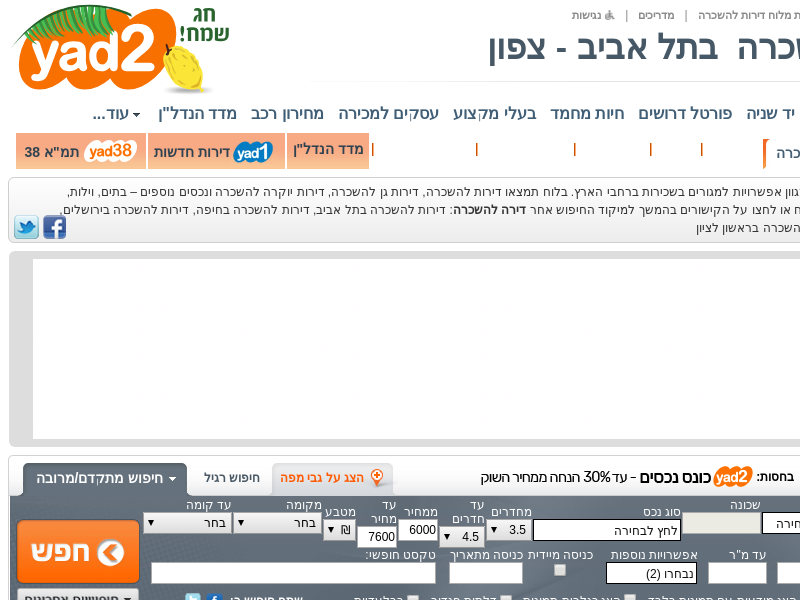 חג
שמח!
yad2
ת מלוח דירות להשכרה | מדריכים | נגישות
בתל אביב - צפון
יד שניה פורטל דרושים חיות מחמד בעלי מקצוע עסקים למכירה מחירון רכב מדד הנדל"ן עוד...
כרה
מדד הנדל"ן
yad1 דירות חדשות
yad38 תמ"א 38
גוון אפשרויות למגורים בשכירות ברחבי הארץ. בלוח תמצאו דירות להשכרה, דירות גן להשכרה, דירות יוקרה להשכרה ונכסים נוספים – בתים, וילות,
ח או לחצו על הקישורים בהמשך למיקוד החיפוש אחר דירה להשכרה: דירות להשכרה בתל אביב, דירות להשכרה בחיפה, דירות להשכרה בירושלים,
השכרה בראשון לציון
בחסות: yad2 כונס נכסים - עד 30% הנחה ממחיר השוק
הצג על גבי מפה
חיפוש רגיל
חיפוש מתקדם/מרובה
שכונה סוג נכס מחדרים עד חדרים ממחיר עד מחיר מטבע מקומה עד קומה
לחץ לבחירה 3.5 4.5 6000 7600 ₪ בחר בחר
עד מ"ר אפשרויות נוספות כניסה מיידית כניסה מתאריך טקסט חופשי:
נבחרו (2)
חפש